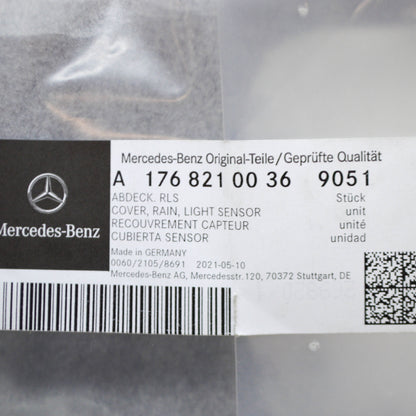 Mercedes-Benz Original-Teile/Geprüfte Qualität
A 176 821 00 36 9051
ABDECK. RLS Stück
COVER, RAIN, LIGHT SENSOR unit
RECOUVREMENT CAPTEUR unité
CUBIERTA SENSOR unidad
Mercedes-Benz
Made in GERMANY
0060/2105/8691 2021-05-10
Mercedes-Benz AG, Mercedesstr.120, 70372 Stuttgart, DE